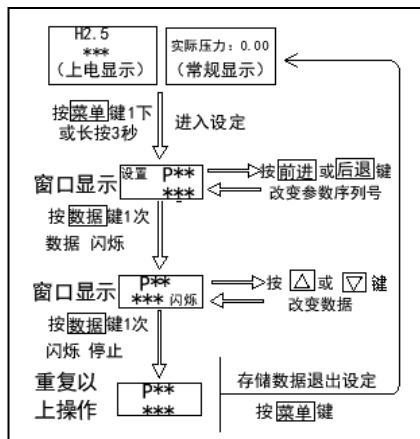 H2.5
***
(上电显示)
实际压力: 0.00
(常规显示)
按菜单键1下
或长按3秒
进入设定
窗口显示
设置 P**
***
按前进或后退键
改变参数序列号
按数据键1次
数据 闪烁
窗口显示
P**
*** 闪烁
按 △ 或 ▽ 键
改变数据
按数据键1次
闪烁 停止
重复以
上操作
P**
***
存储数据退出设定
按菜单键